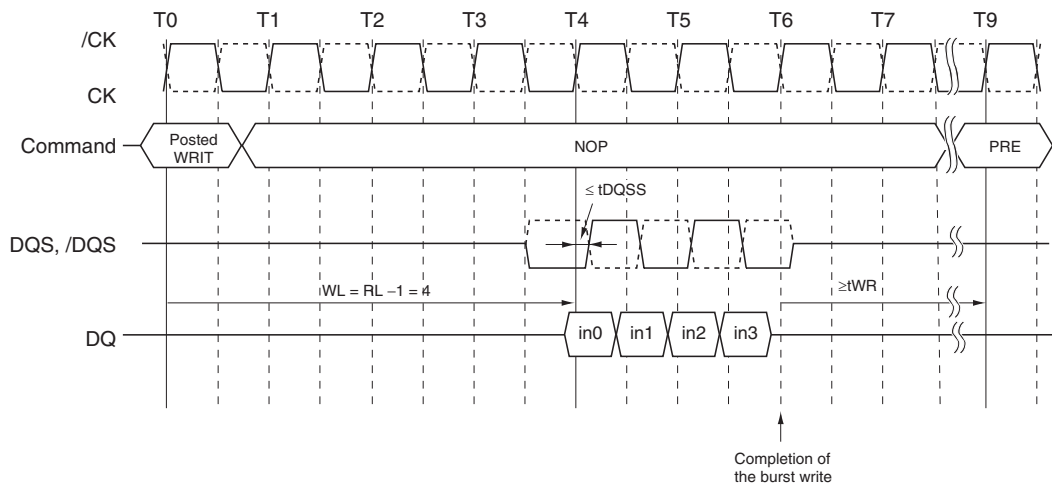 T0 T1 T2 T3 T4 T5 T6 T7 T9
/CK
CK
Command
Posted
WRIT
NOP
PRE
≤ tDQSS
DQS, /DQS
WL = RL −1 = 4
≥tWR
DQ
in0 in1 in2 in3
Completion of
the burst write